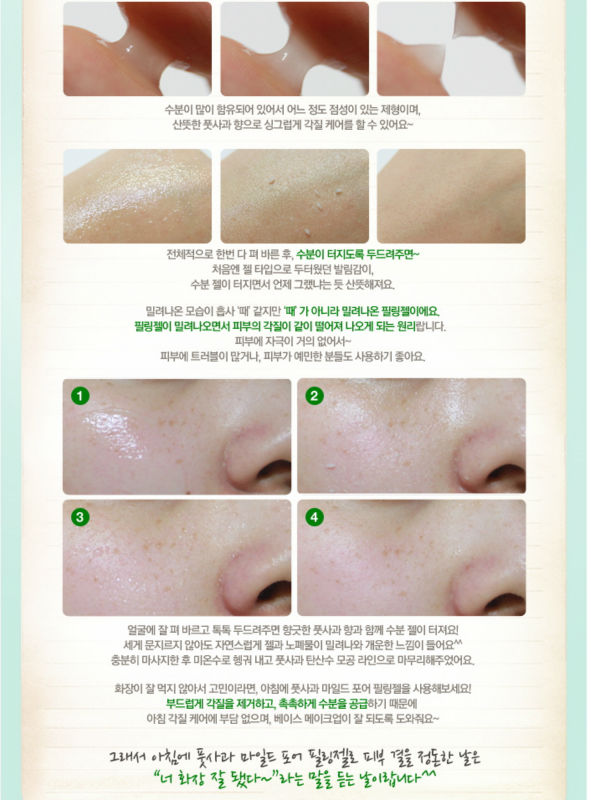 수분이 많이 함유되어 있어서 어느 정도 점성이 있는 제형이며,
산뜻한 풋사과 향으로 싱그럽게 각질 케어를 할 수 있어요~
전체적으로 한번 다 펴 바른 후, 수분이 터지도록 두드려주면~
처음엔 젤 타입으로 두터웠던 발림감이,
수분 젤이 터지면서 언제 그랬냐는 듯 산뜻해져요.
밀려나온 모습이 흡사 '때' 같지만 '때' 가 아니라 밀려나온 필링젤이에요.
필링젤이 밀려나오면서 피부의 각질이 같이 떨어져 나오게 되는 원리랍니다.
피부에 자극이 거의 없어서~
피부에 트러블이 많거나, 피부가 예민한 분들도 사용하기 좋아요.
1
2
3
4
얼굴에 잘 펴 바르고 톡톡 두드려주면 향긋한 풋사과 향과 함께 수분 젤이 터져요!
세게 문지르지 않아도 자연스럽게 젤과 노폐물이 밀려나와 개운한 느낌이 들어요^^
충분히 마사지한 후 미온수로 헹궈 내고 풋사과 탄산수 모공 라인으로 마무리해주었어요.
화장이 잘 먹지 않아서 고민이라면, 아침에 풋사과 마일드 포어 필링젤을 사용해보세요!
부드럽게 각질을 제거하고, 촉촉하게 수분을 공급하기 때문에
아침 각질 케어에 부담 없으며, 베이스 메이크업이 잘 되도록 도와줘요~
그래서 아침에 풋사과 마일드 포어 필링젤로 피부 결을 정돈한 날은
"너 화장 잘 됐다~"라는 말을 듣는 날이랍니다^^